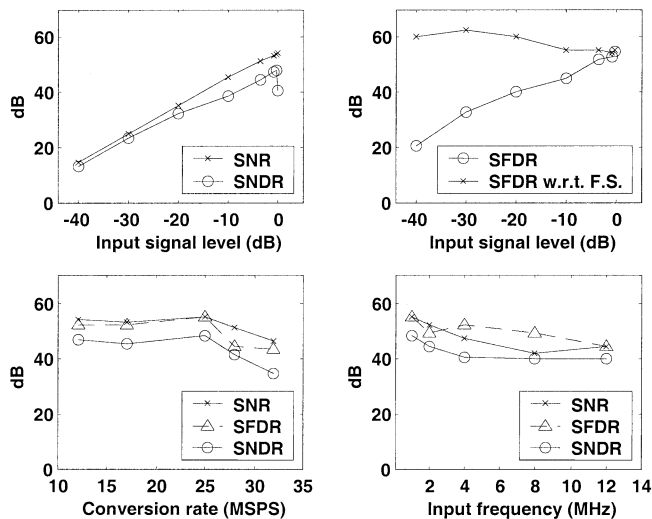 60
40
20
0
dB
-40 -30 -20 -10 0
Input signal level (dB)
SNR
SNDR
60
40
20
0
dB
-40 -30 -20 -10 0
Input signal level (dB)
SFDR
SFDR w.r.t. F.S.
60
40
20
0
dB
10 15 20 25 30 35
Conversion rate (MSPS)
SNR
SFDR
SNDR
60
40
20
0
dB
2 4 6 8 10 12 14
Input frequency (MHz)
SNR
SFDR
SNDR